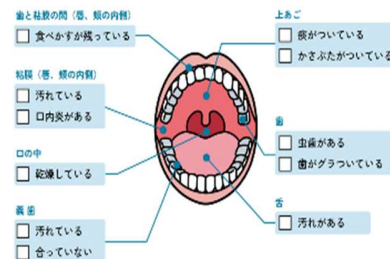 歯と粘膜の間（唇、頬の内側）
食べかすが残っている
粘膜（唇、頬の内側）
汚れている
口内炎がある
口の中
乾燥している
義歯
汚れている
合っていない
上あご
痰がついている
かさぶたがついている
歯
虫歯がある
歯がグラついている
舌
汚れがある